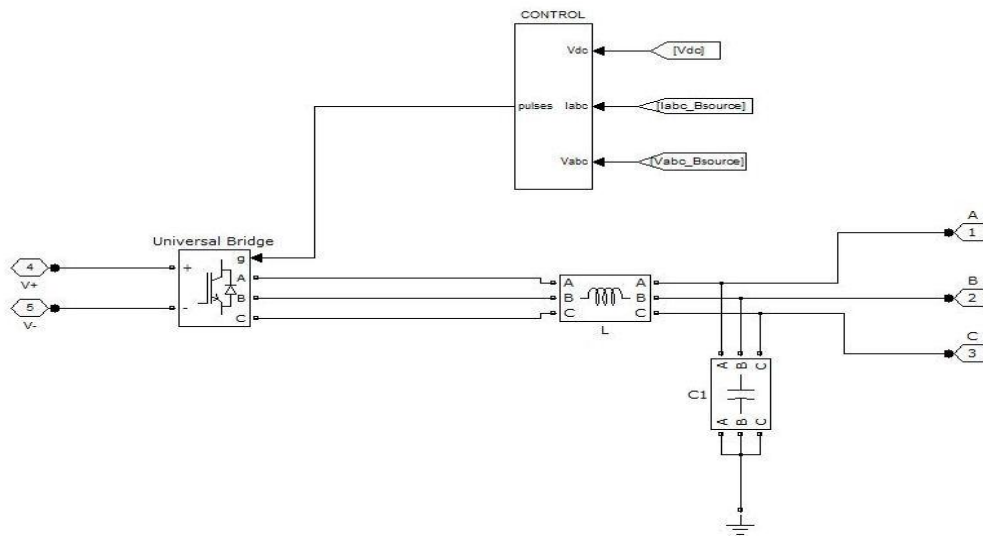 CONTROL
Vdc
[Vdc]
pulses
Iabc
[Iabc_Bsource]
Vabc
[Vabc_Bsource]
A
1
Universal Bridge
g
4
V+
+
A
A
A
B
2
B
B
B
5
V-
-
C
C
C
L
C
3
A
B
C
C1
A
B
C